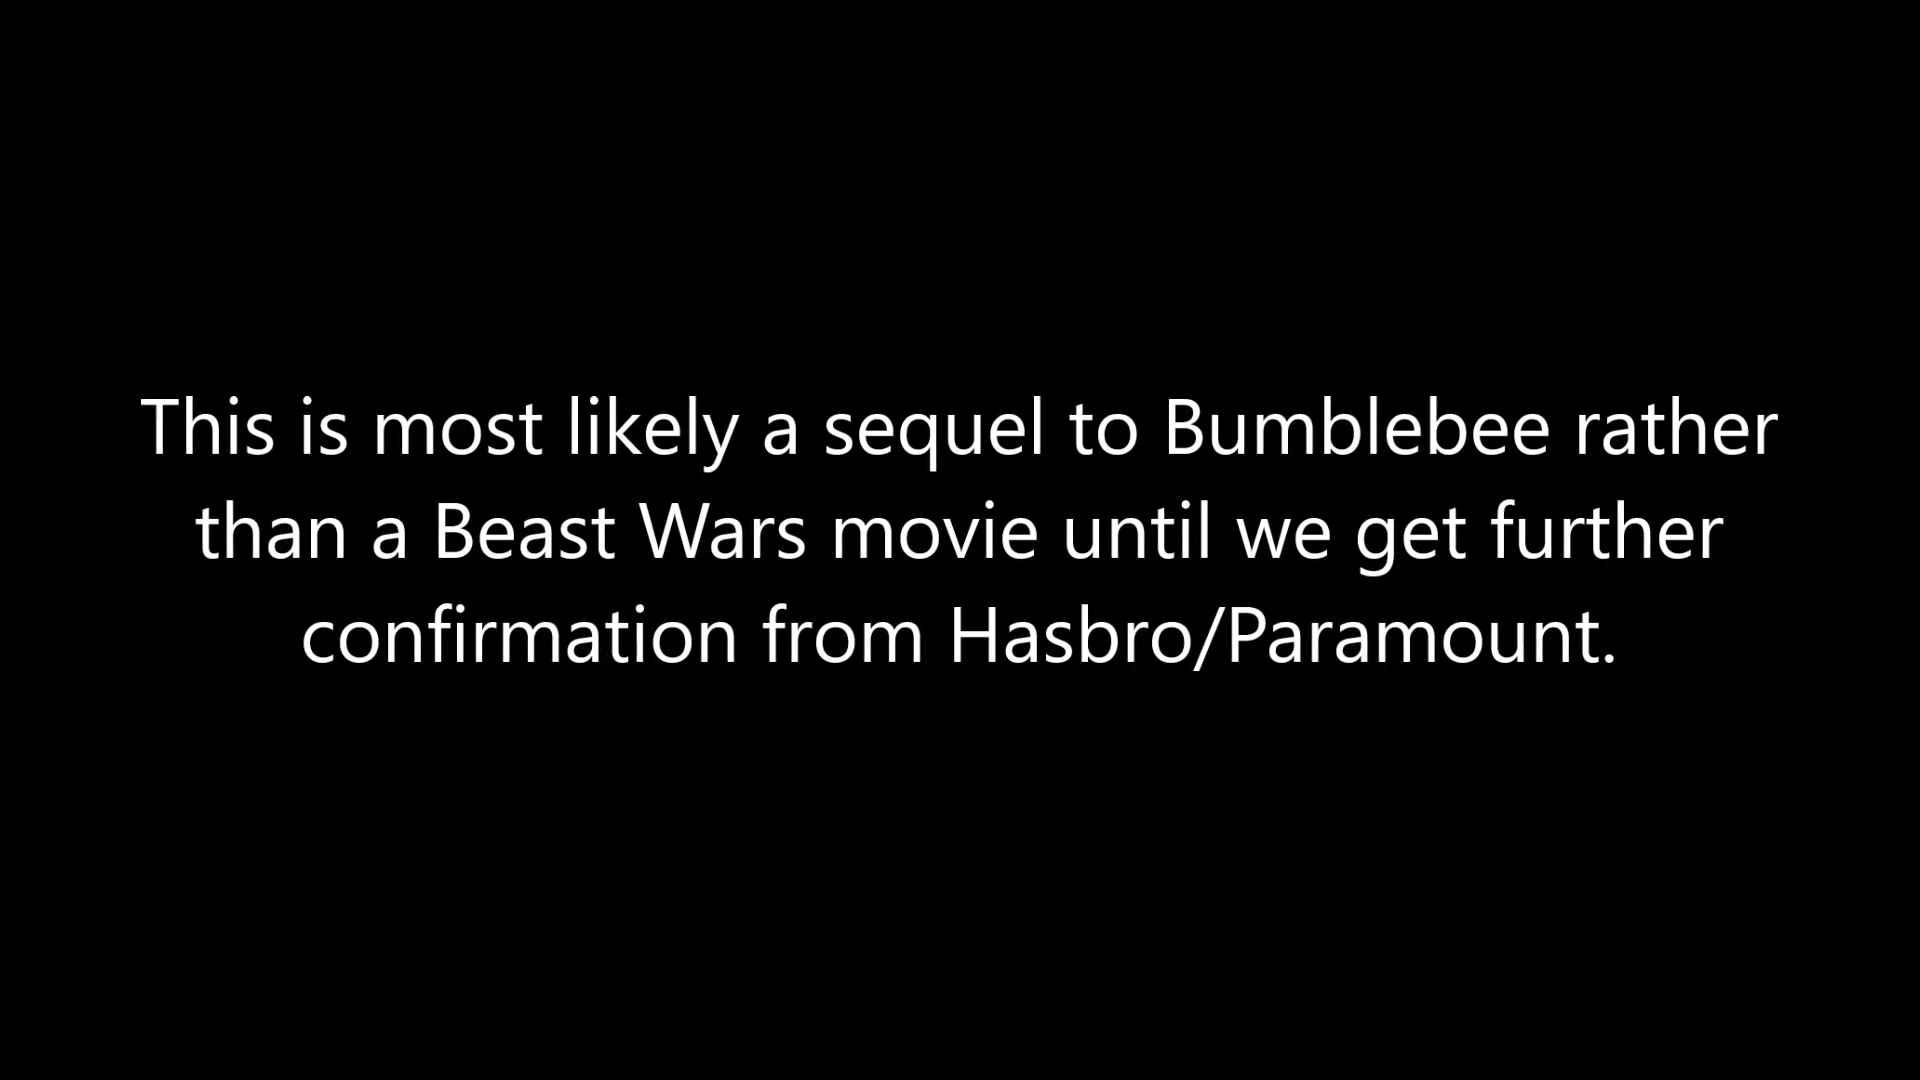 This is most likely a sequel to Bumblebee rather
than a Beast Wars movie until we get further
confirmation from Hasbro/Paramount.